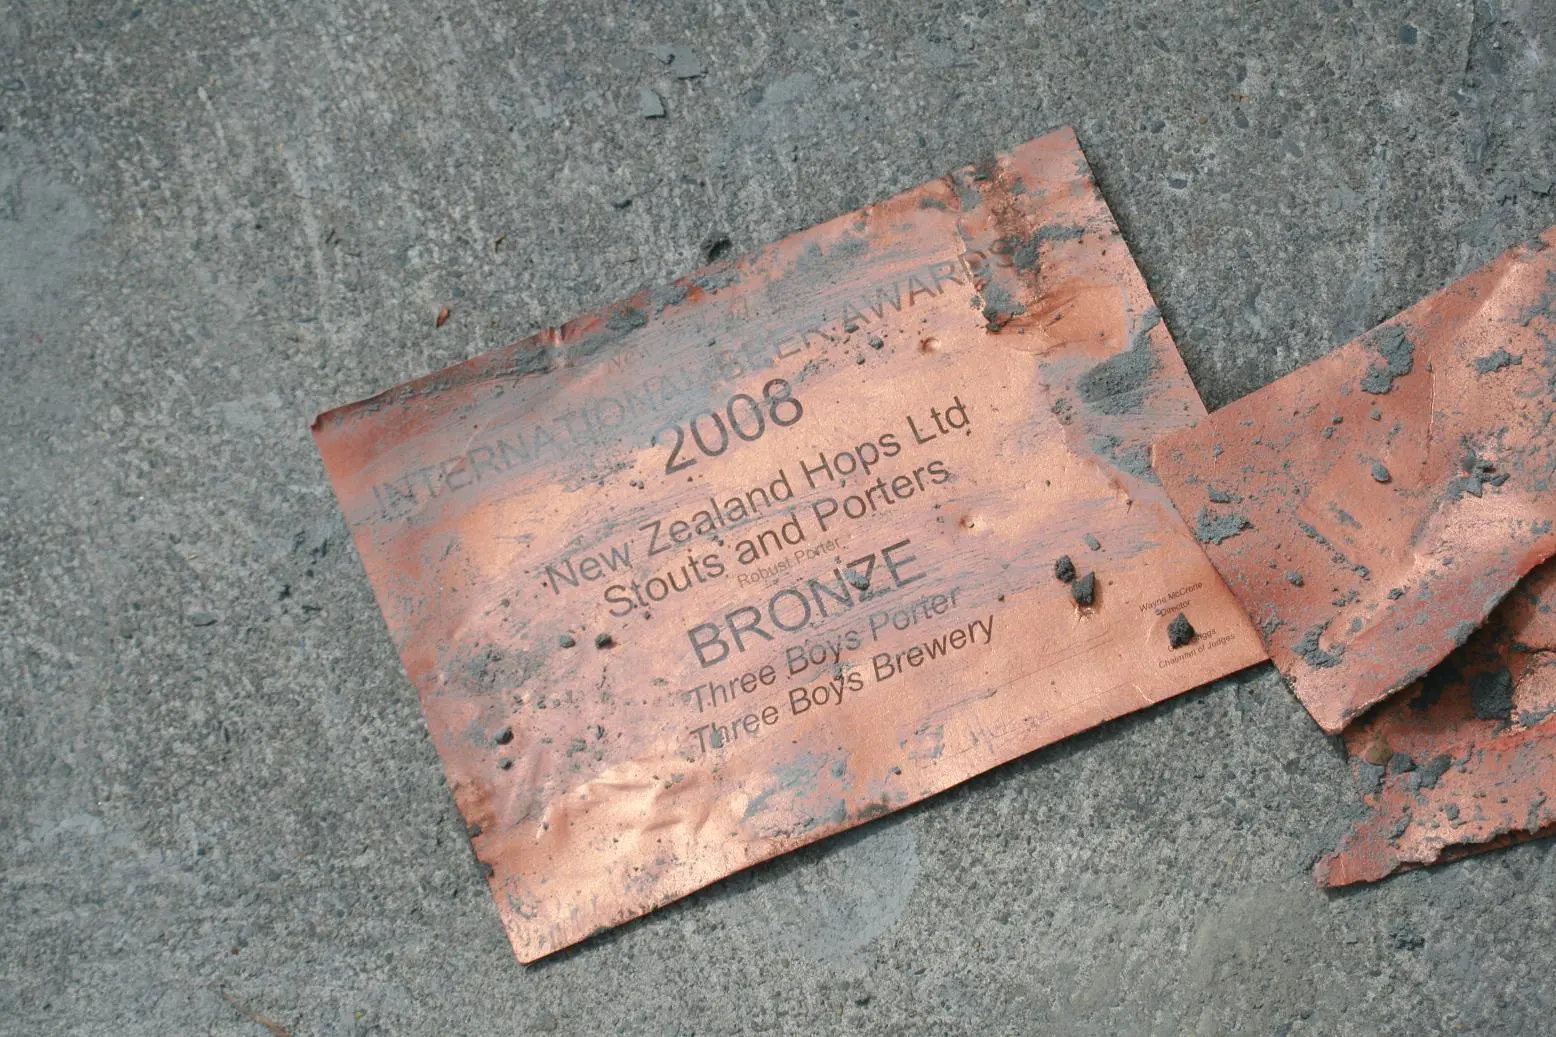 INTERNATIONAL BEER AWARDS
2008
New Zealand Hops Ltd
Stouts and Porters
Robust Porter
BRONZE
Three Boys Porter
Three Boys Brewery
Wayne McCrorie
Director
Chairman of Judges